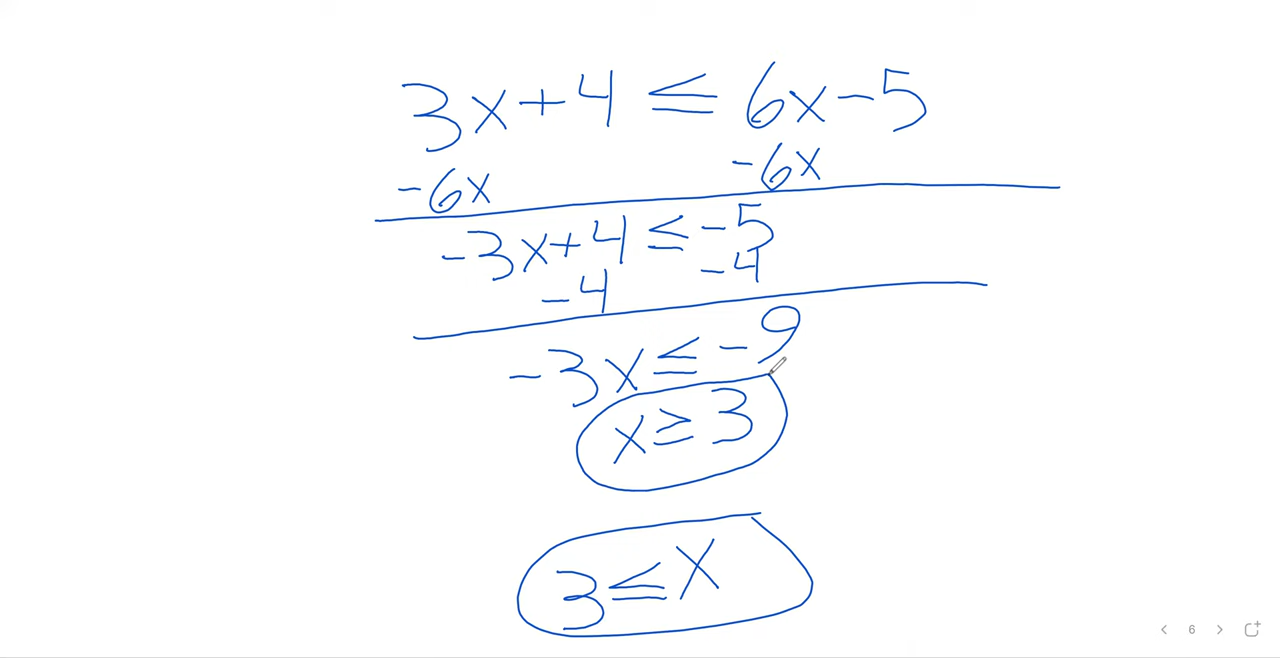 3x+4 ≤ 6x-5
-6x -6x
-3x+4 ≤ -5
-4 -4
-3x ≤ -9
x ≥ 3
3 ≤ x
6